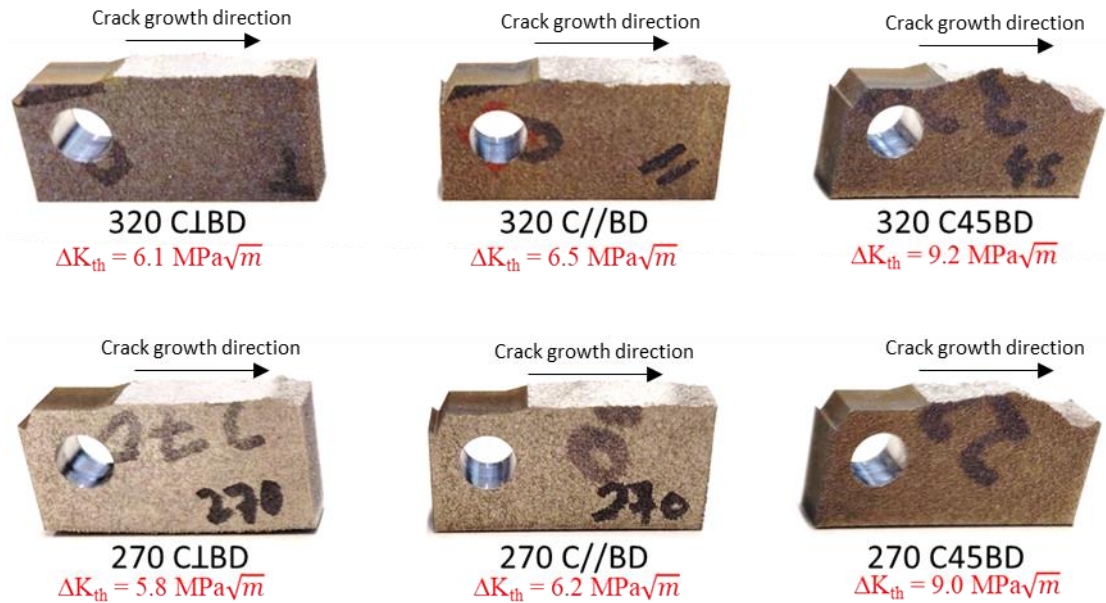 Crack growth direction
Crack growth direction
Crack growth direction
45
320 C⊥BD
320 C//BD
320 C45BD
ΔKth = 6.1 MPa√m
ΔKth = 6.5 MPa√m
ΔKth = 9.2 MPa√m
Crack growth direction
Crack growth direction
Crack growth direction
270
270
270
270 C⊥BD
270 C//BD
270 C45BD
ΔKth = 5.8 MPa√m
ΔKth = 6.2 MPa√m
ΔKth = 9.0 MPa√m